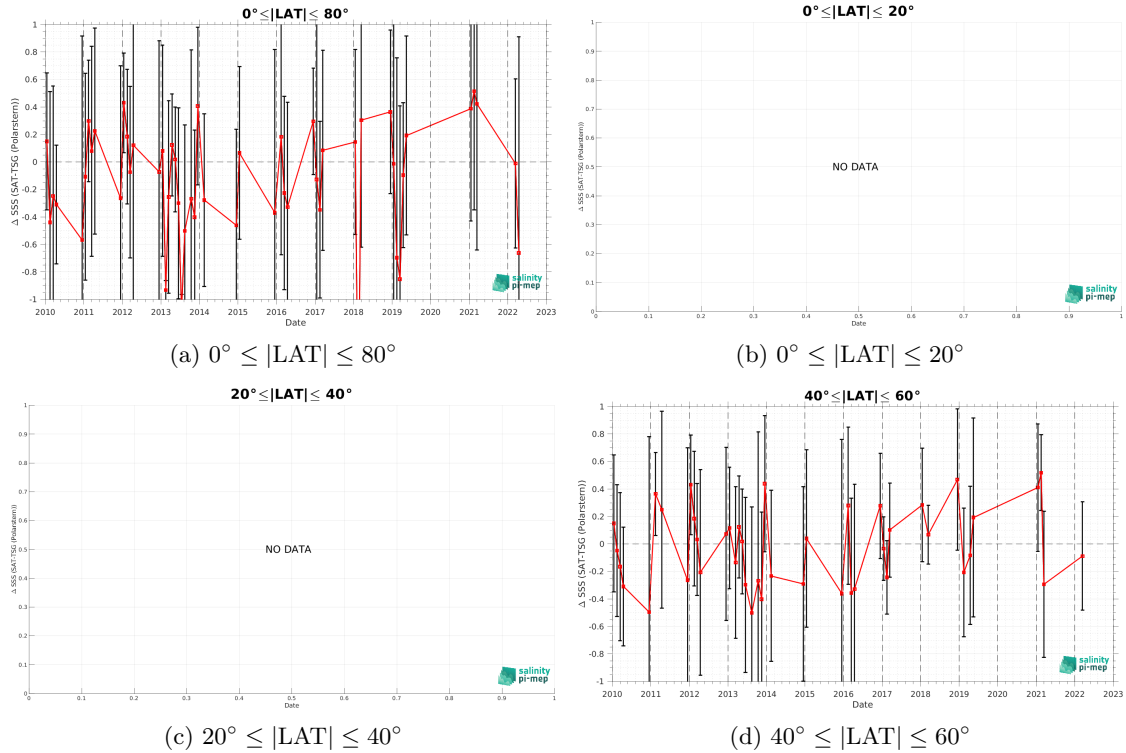 0°≤|LAT|≤ 80°
Δ SSS (SAT-TSG (Polarstern))
1
0.8
0.6
0.4
0.2
0
-0.2
-0.4
-0.6
-0.8
-1
2010 2011 2012 2013 2014 2015 2016 2017 2018 2019 2020 2021 2022 2023
Date
salinity
pi-mep
(a) 0° ≤ |LAT| ≤ 80°
0°≤|LAT|≤ 20°
Δ SSS (SAT-TSG (Polarstern))
1
0.9
0.8
0.7
0.6
0.5
0.4
0.3
0.2
0.1
0
NO DATA
0 0.1 0.2 0.3 0.4 0.5 0.6 0.7 0.8 0.9 1
Date
salinity
pi-mep
(b) 0° ≤ |LAT| ≤ 20°
20°≤|LAT|≤ 40°
Δ SSS (SAT-TSG (Polarstern))
1
0.9
0.8
0.7
0.6
0.5
0.4
0.3
0.2
0.1
0
NO DATA
0 0.1 0.2 0.3 0.4 0.5 0.6 0.7 0.8 0.9 1
Date
salinity
pi-mep
(c) 20° ≤ |LAT| ≤ 40°
40°≤|LAT|≤ 60°
Δ SSS (SAT-TSG (Polarstern))
1
0.8
0.6
0.4
0.2
0
-0.2
-0.4
-0.6
-0.8
-1
2010 2011 2012 2013 2014 2015 2016 2017 2018 2019 2020 2021 2022 2023
Date
salinity
pi-mep
(d) 40° ≤ |LAT| ≤ 60°